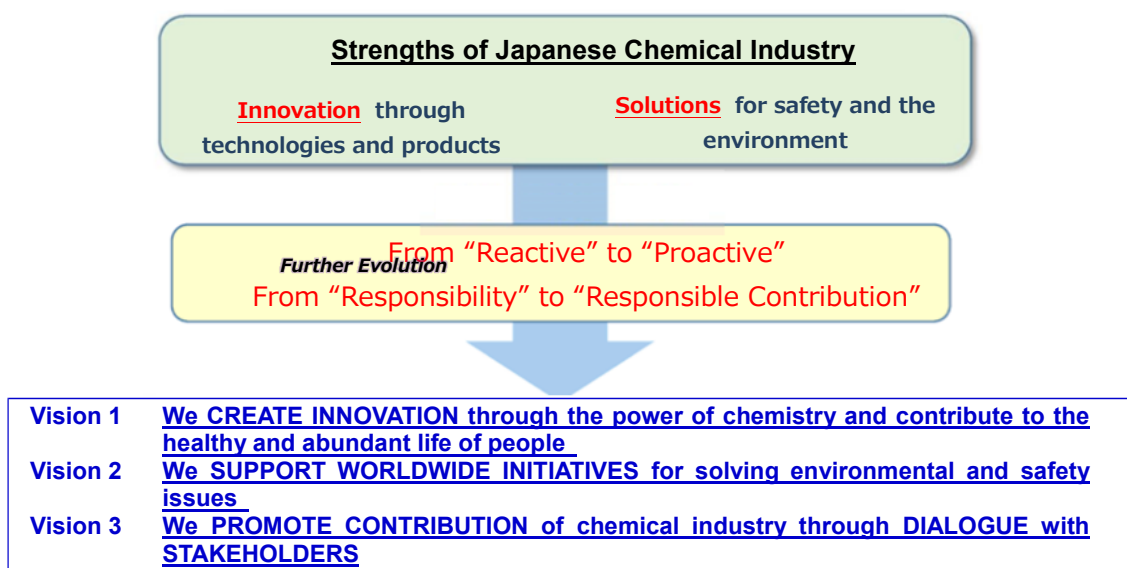 Strengths of Japanese Chemical Industry
Innovation through
technologies and products
Solutions for safety and the
environment
From “Reactive” to “Proactive”
Further Evolution
From “Responsibility” to “Responsible Contribution”
Vision 1 We CREATE INNOVATION through the power of chemistry and contribute to the
healthy and abundant life of people
Vision 2 We SUPPORT WORLDWIDE INITIATIVES for solving environmental and safety
issues
Vision 3 We PROMOTE CONTRIBUTION of chemical industry through DIALOGUE with
STAKEHOLDERS